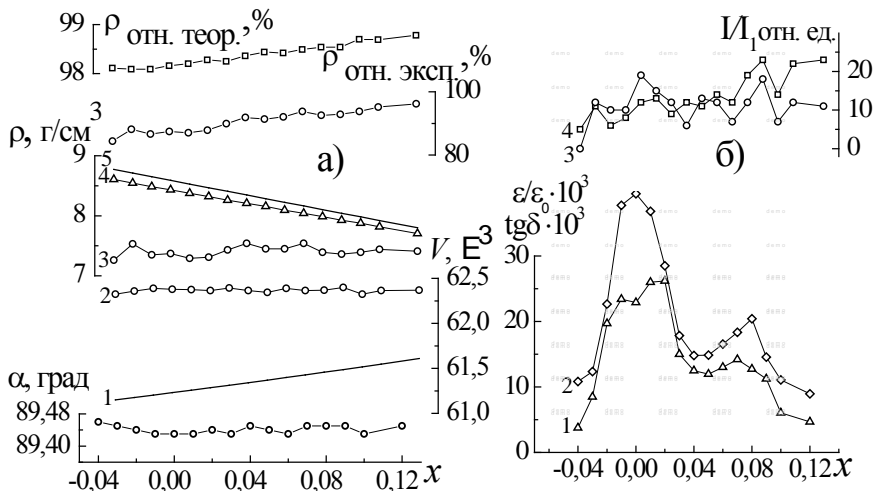 99
ρ отн. теор.,%
98
ρ отн. эксп.,%
100
80
3
ρ, г/см³
а)
9
8
7
5
4
3
2
V, Е³
62,5
62,0
61,5
61,0
1
α, град
89,48
89,40
-0,04 0,00 0,04 0,08 0,12 x
I/I₁ отн. ед.
20
10
0
4
3
б)
ε/ε₀·10³
tgδ·10³
30
20
10
0
2
1
-0,04 0,00 0,04 0,08 0,12 x